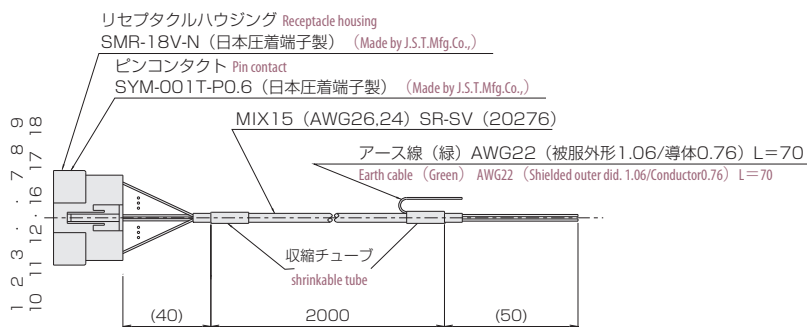 リセプタクルハウジング Receptacle housing
SMR-18V-N（日本圧着端子製）（Made by J.S.T.Mfg.Co.,）
ピンコンタクト Pin contact
SYM-001T-P0.6（日本圧着端子製）（Made by J.S.T.Mfg.Co.,）
MIX15（AWG26,24）SR-SV（20276）
アース線（緑）AWG22（被服外形1.06/導体0.76）L=70
Earth cable （Green） AWG22 （Shielded outer did. 1.06/Conductor0.76） L=70
1 2 3 · · 7 8 9
10 11 12 · 16 17 18
収縮チューブ
shrinkable tube
(40)
2000
(50)